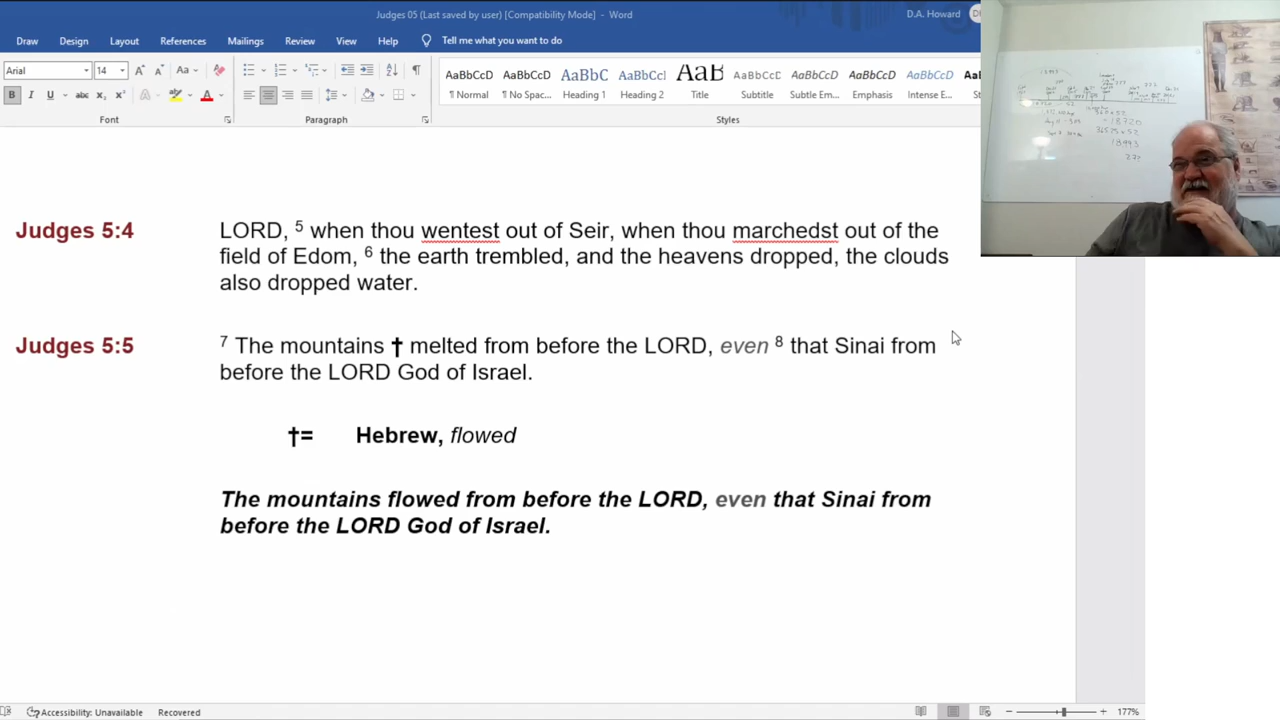 Judges 05 (Last saved by user) [Compatibility Mode] - Word
D.A. Howard
Draw Design Layout References Mailings Review View Help Tell me what you want to do
Arial 14
AaBbCcD AaBbCcD AaBbC AaBbCcl AaB AaBbCcD AaBbCcD AaBbCcD AaBbCcD
¶ Normal ¶ No Spac... Heading 1 Heading 2 Title Subtitle Subtle Em... Emphasis Intense E...
Font Paragraph Styles
Judges 5:4 LORD, 5 when thou wentest out of Seir, when thou marchedst out of the
field of Edom, 6 the earth trembled, and the heavens dropped, the clouds
also dropped water.
Judges 5:5 7 The mountains † melted from before the LORD, even 8 that Sinai from
before the LORD God of Israel.
†= Hebrew, flowed
The mountains flowed from before the LORD, even that Sinai from
before the LORD God of Israel.
Accessibility: Unavailable Recovered 177%